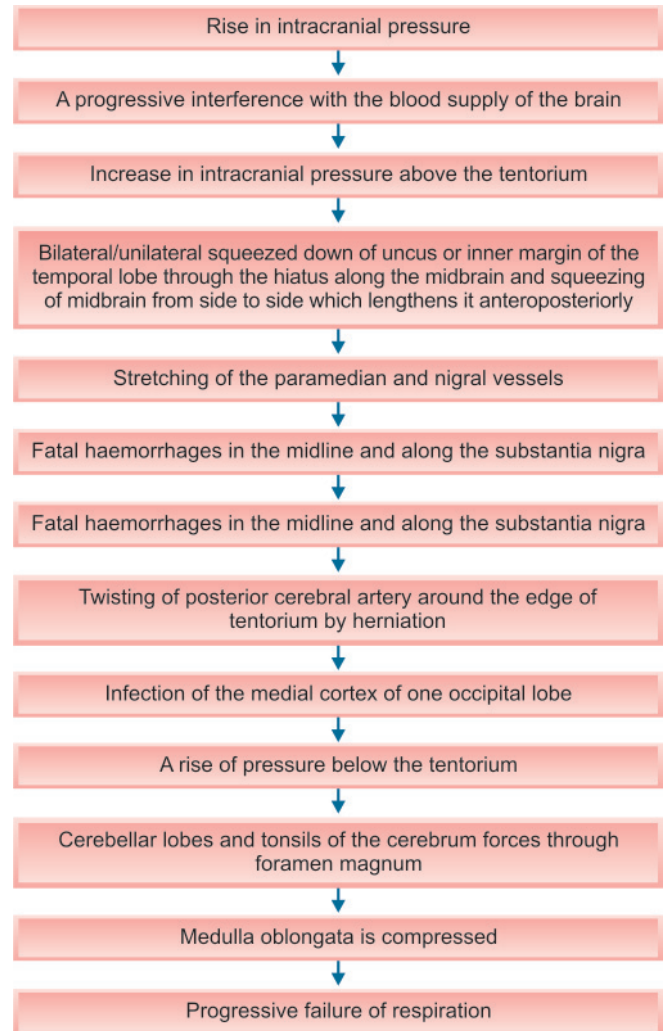 Rise in intracranial pressure
A progressive interference with the blood supply of the brain
Increase in intracranial pressure above the tentorium
Bilateral/unilateral squeezed down of uncus or inner margin of the
temporal lobe through the hiatus along the midbrain and squeezing
of midbrain from side to side which lengthens it anteroposteriorly
Stretching of the paramedian and nigral vessels
Fatal haemorrhages in the midline and along the substantia nigra
Fatal haemorrhages in the midline and along the substantia nigra
Twisting of posterior cerebral artery around the edge of
tentorium by herniation
Infection of the medial cortex of one occipital lobe
A rise of pressure below the tentorium
Cerebellar lobes and tonsils of the cerebrum forces through
foramen magnum
Medulla oblongata is compressed
Progressive failure of respiration